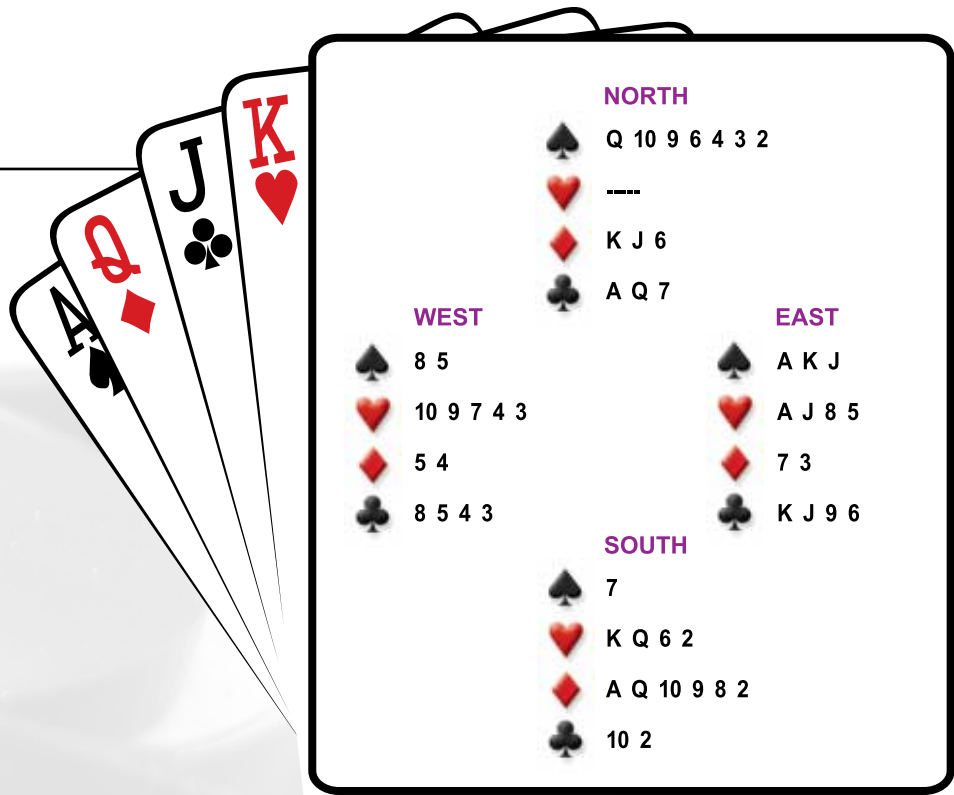 A
Q
J
K
NORTH
Q 10 9 6 4 3 2
-----
K J 6
A Q 7
WEST
8 5
10 9 7 4 3
5 4
8 5 4 3
EAST
A K J
A J 8 5
7 3
K J 9 6
SOUTH
7
K Q 6 2
A Q 10 9 8 2
10 2